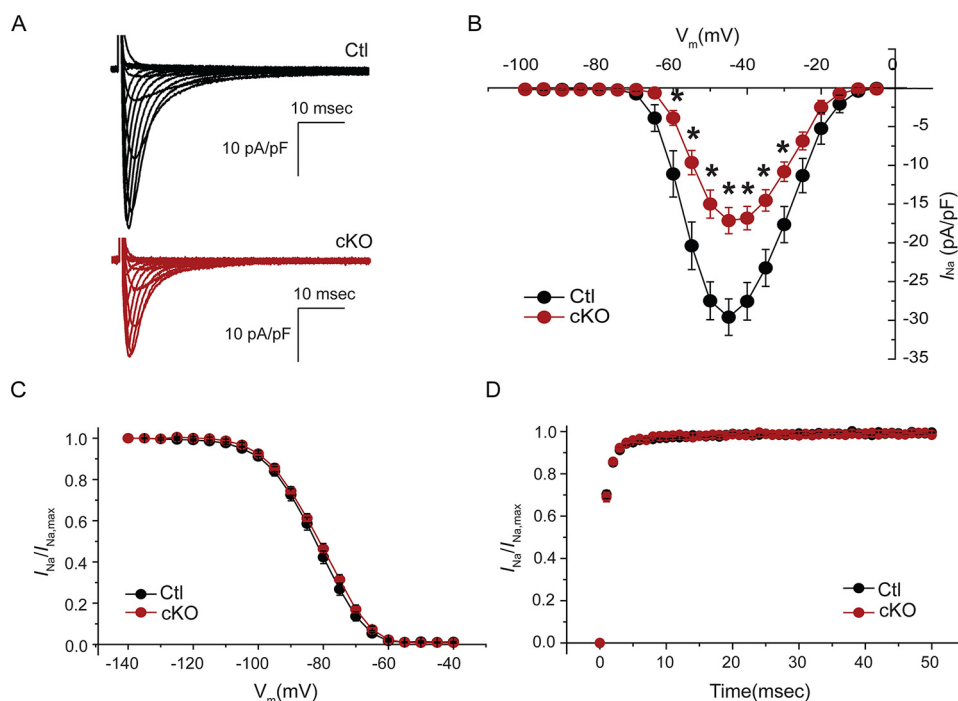 A
Ctl
10 msec
10 pA/pF
cKO
10 msec
10 pA/pF
B
Vm(mV)
-100 -80 -60 -40 -20
* * * * * * *
-5
-10
-15
-20
-25
-30
-35
INa (pA/pF)
Ctl
cKO
C
1.0
0.8
0.6
0.4
0.2
0.0
INa/INa,max
Ctl
cKO
-140 -120 -100 -80 -60 -40
Vm(mV)
D
1.0
0.8
0.6
0.4
0.2
0.0
INa/INa,max
Ctl
cKO
0 10 20 30 40 50
Time(msec)